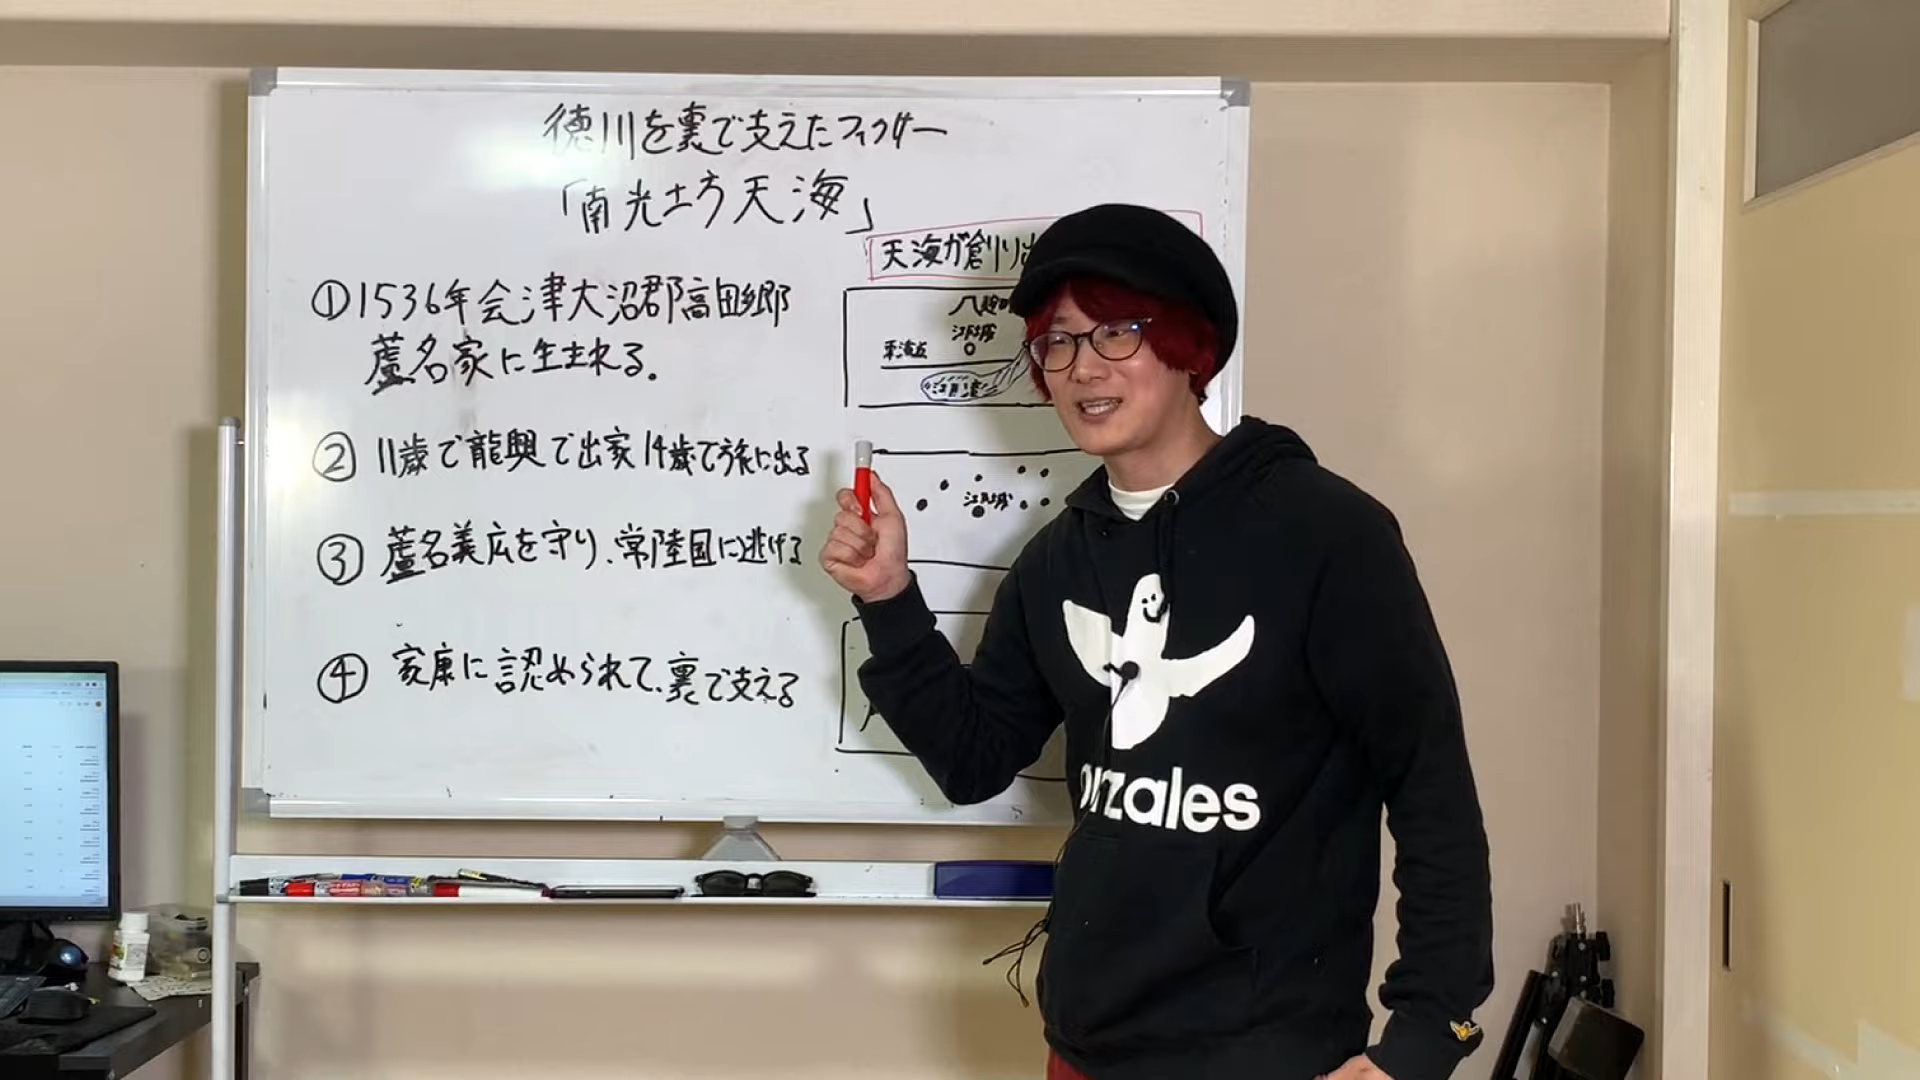 徳川を裏で支えたフィクサー
「南光坊天海」
①1536年会津大沼郡高田郷
蘆名家に生まれる。
②11歳で龍興で出家14歳で旅に出る
③蘆名義広を守り、常陸国に逃げる
④家康に認められて、裏で支える
天海が創り出
江戸城
江戸湾
江戸城
onzales